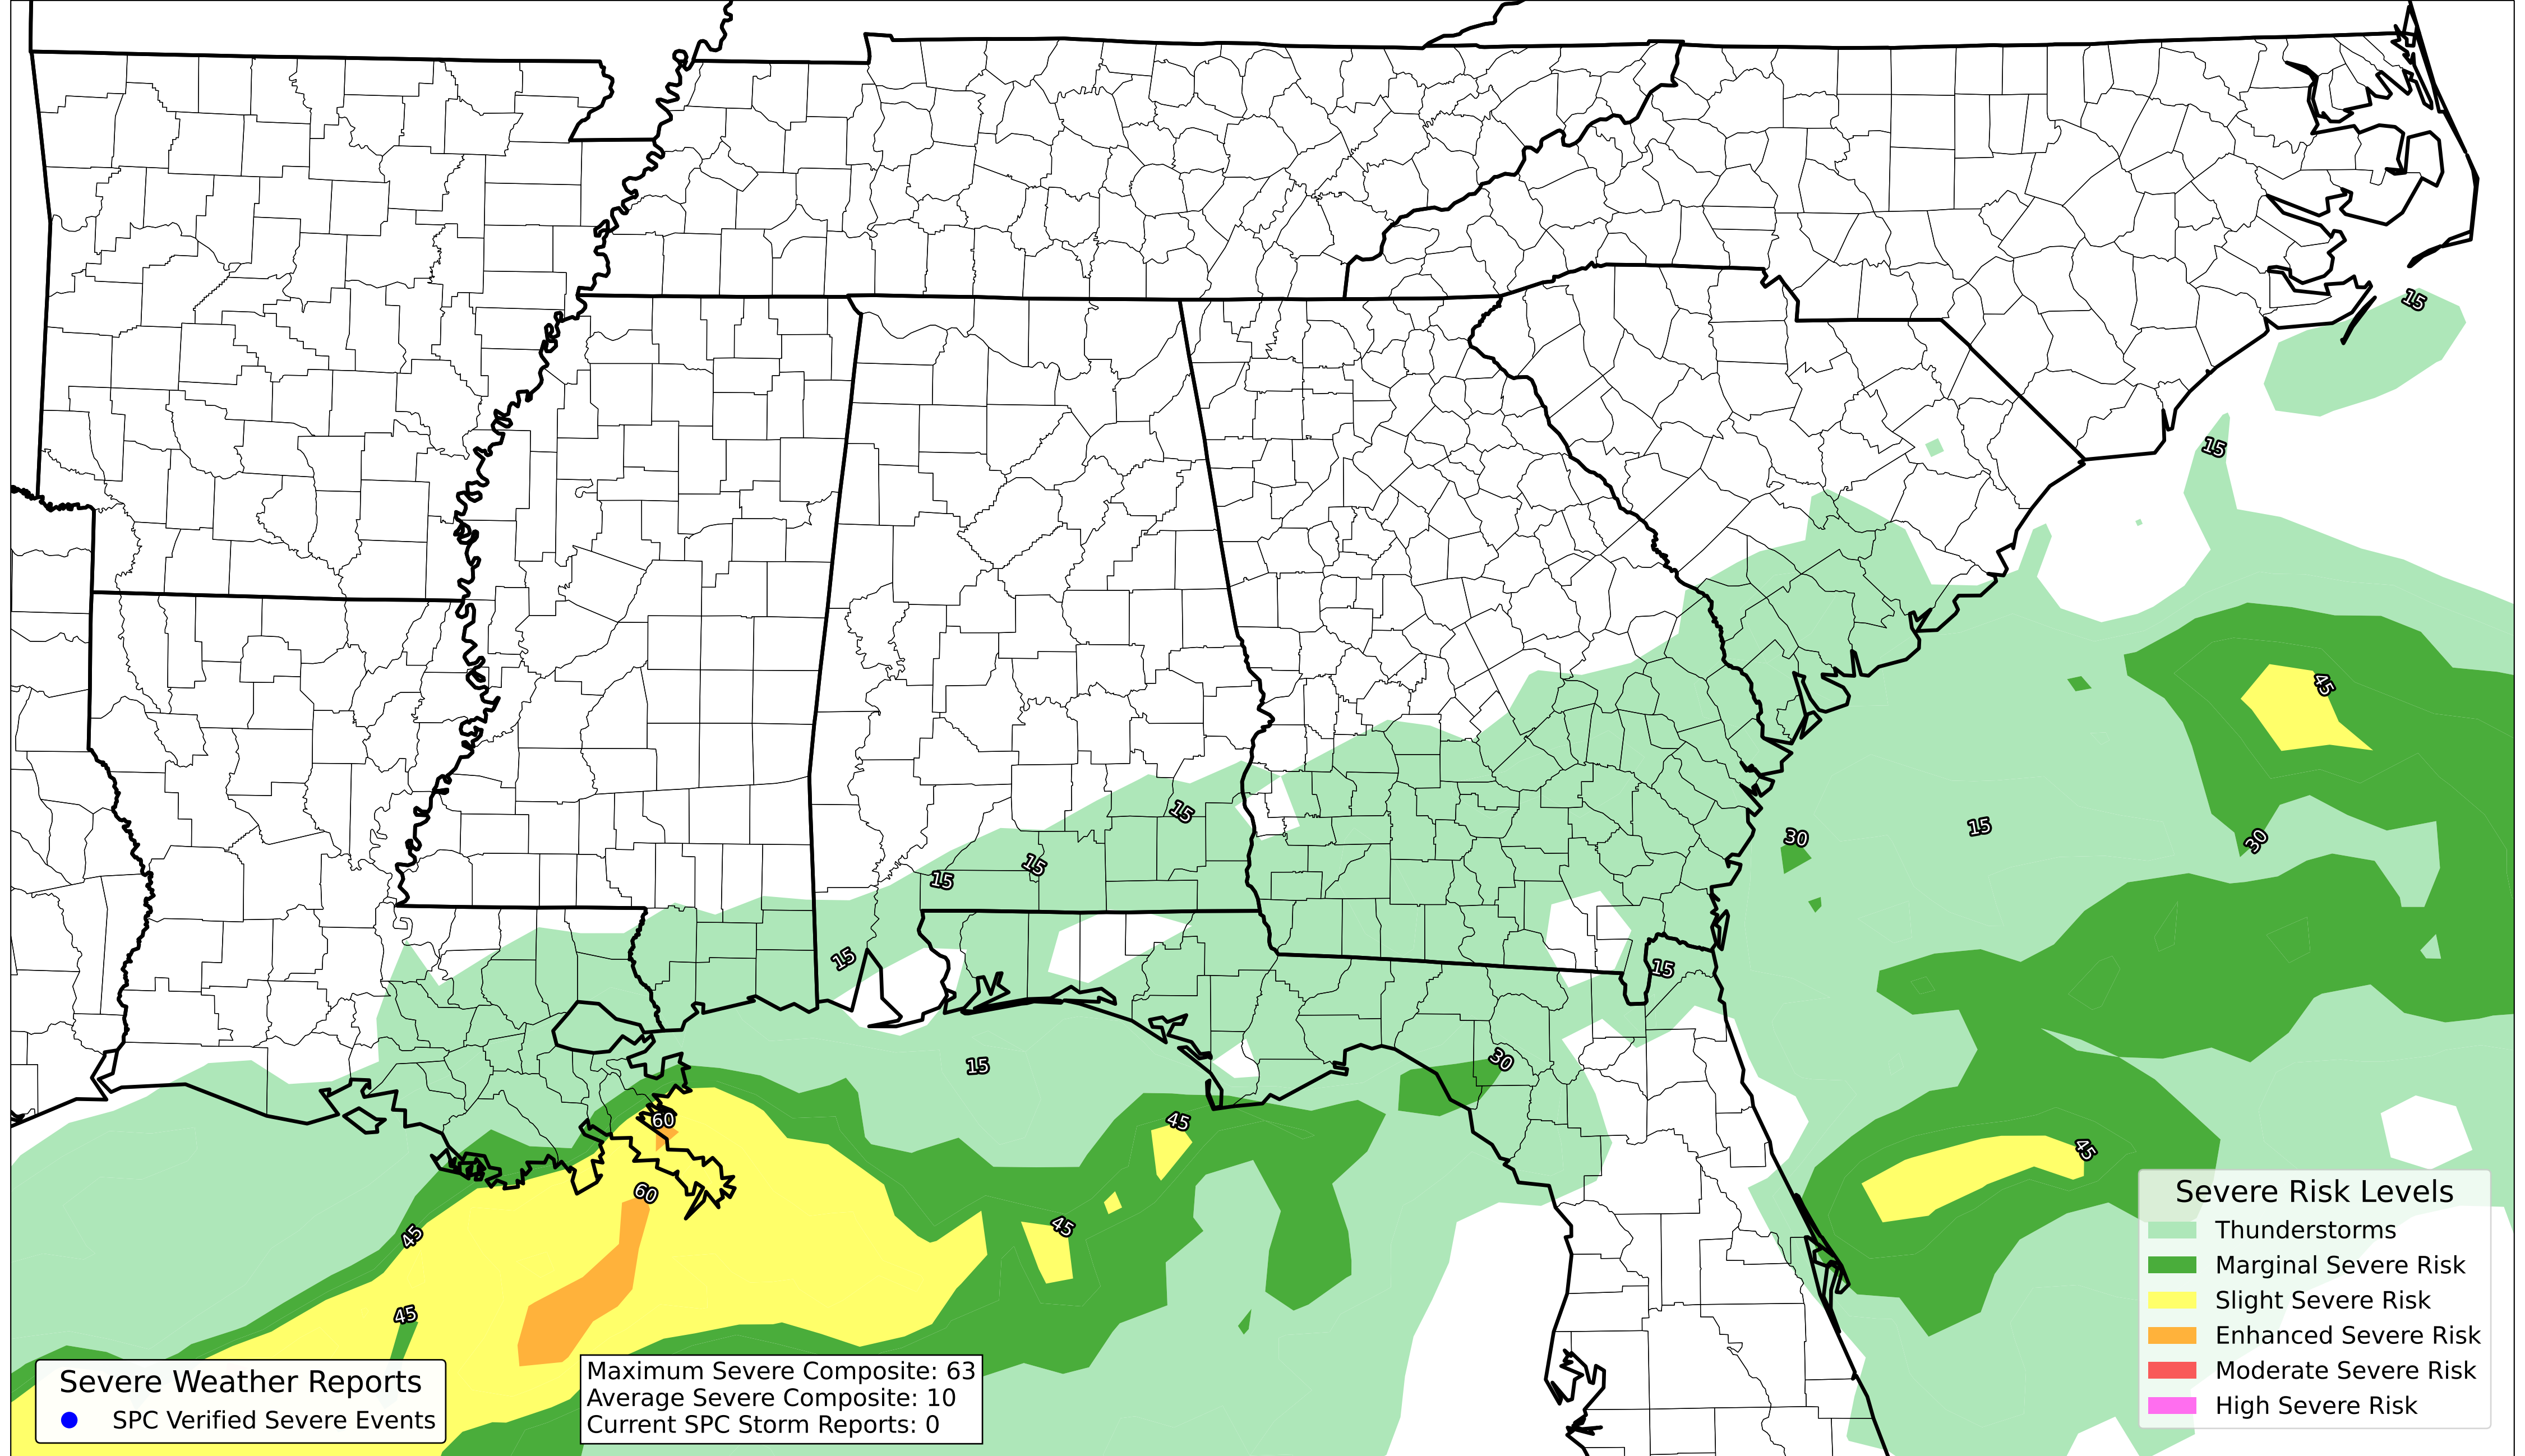 15
15
45
15
30
15
30
15
15
15
15
15
15
30
45
60
45
60
45
45
45
Severe Risk Levels
Thunderstorms
Marginal Severe Risk
Slight Severe Risk
Enhanced Severe Risk
Moderate Severe Risk
High Severe Risk
Severe Weather Reports
SPC Verified Severe Events
Maximum Severe Composite: 63
Average Severe Composite: 10
Current SPC Storm Reports: 0